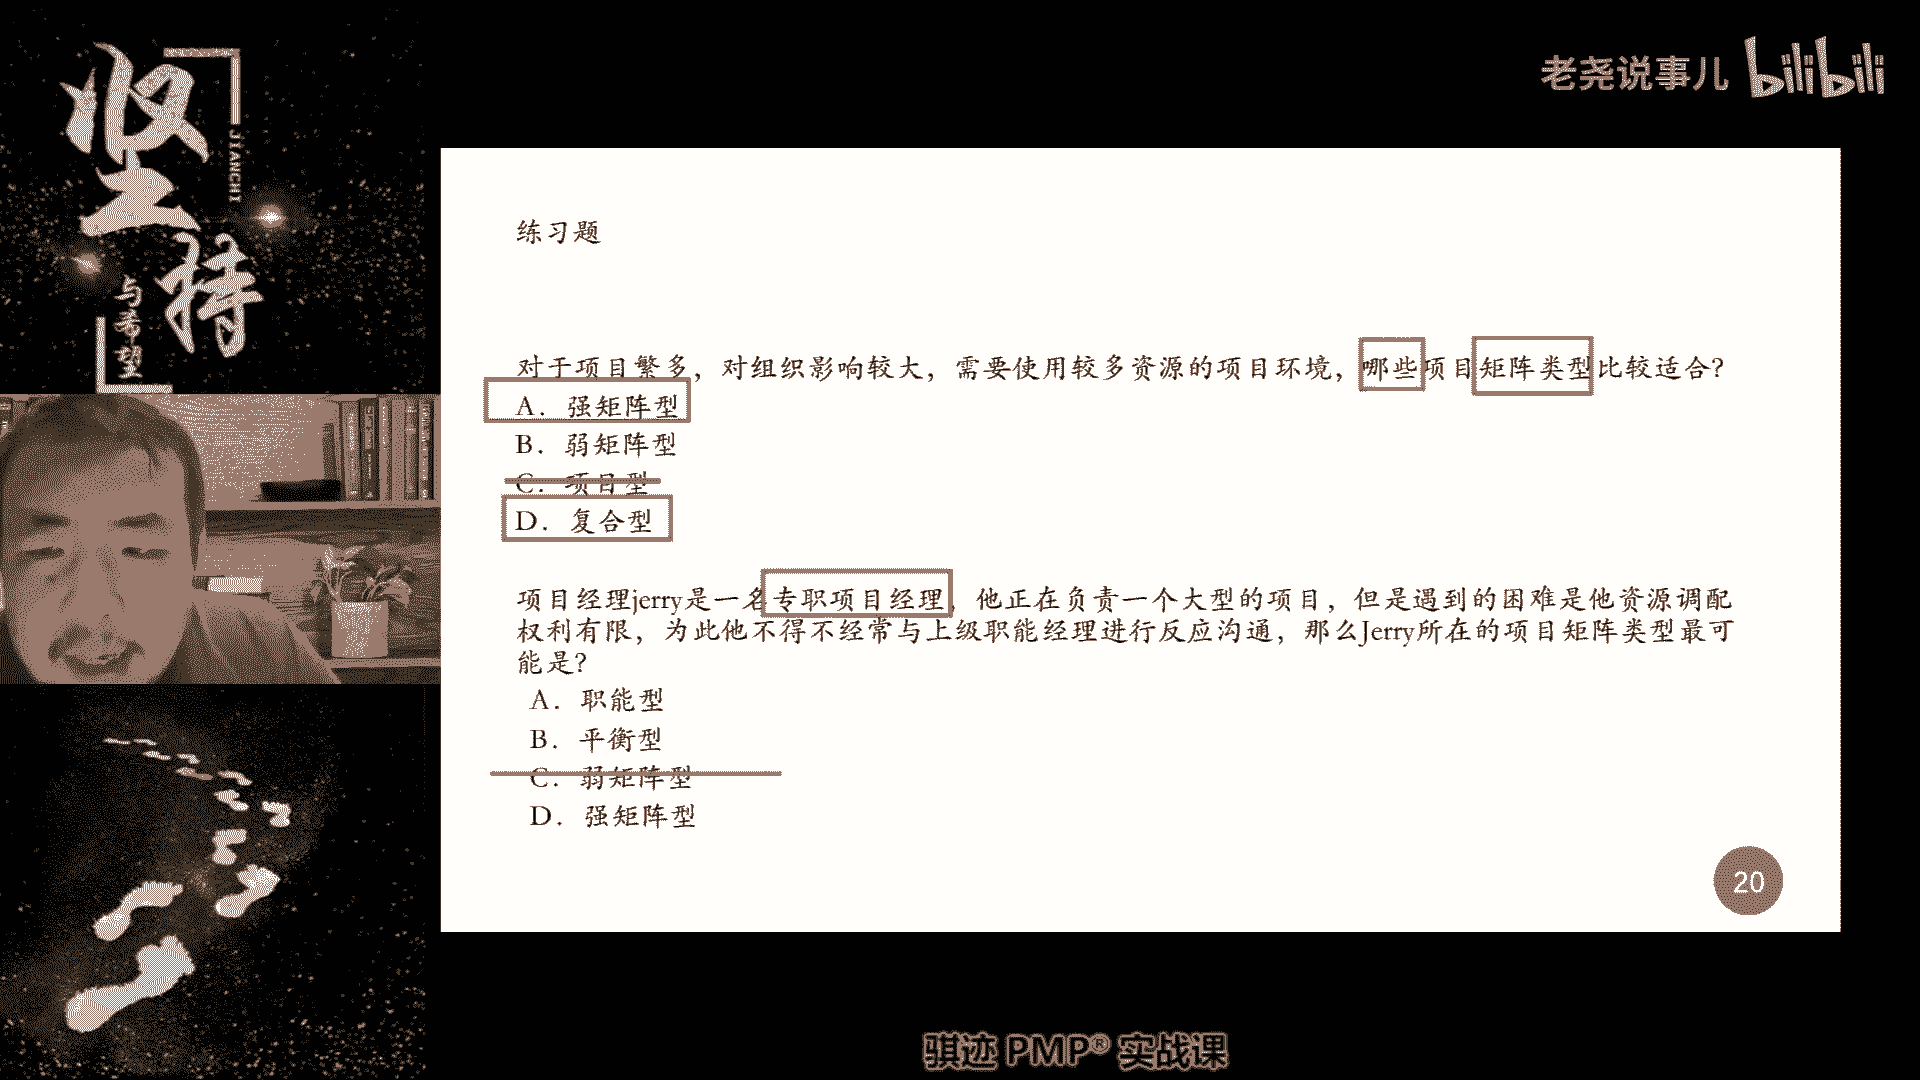 坚持
JIANCHI
与希望
老尧说事儿 bilibili
练习题
对于项目繁多，对组织影响较大，需要使用较多资源的项目环境，哪些项目矩阵类型比较适合？
A．强矩阵型
B．弱矩阵型
C．项目型
D．复合型
项目经理jerry是一名专职项目经理，他正在负责一个大型的项目，但是遇到的困难是他资源调配
权利有限，为此他不得不经常与上级职能经理进行反应沟通，那么Jerry所在的项目矩阵类型最可
能是？
A．职能型
B．平衡型
C．弱矩阵型
D．强矩阵型
20
骐迹 PMP® 实战课